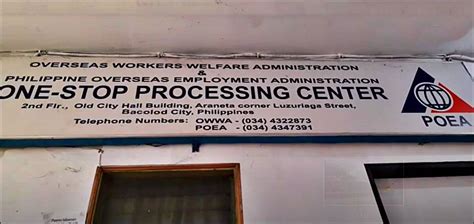 OVERSEAS WORKERS WELFARE ADMINISTRATION
&
PHILIPPINE OVERSEAS EMPLOYMENT ADMINISTRATION
ONE-STOP PROCESSING CENTER
2nd Flr., Old City Hall Building, Araneta corner Luzuriaga Street,
Bacolod City, Philippines
Telephone Numbers: OWWA - (034) 4322873
POEA - (034) 4347391
POEA